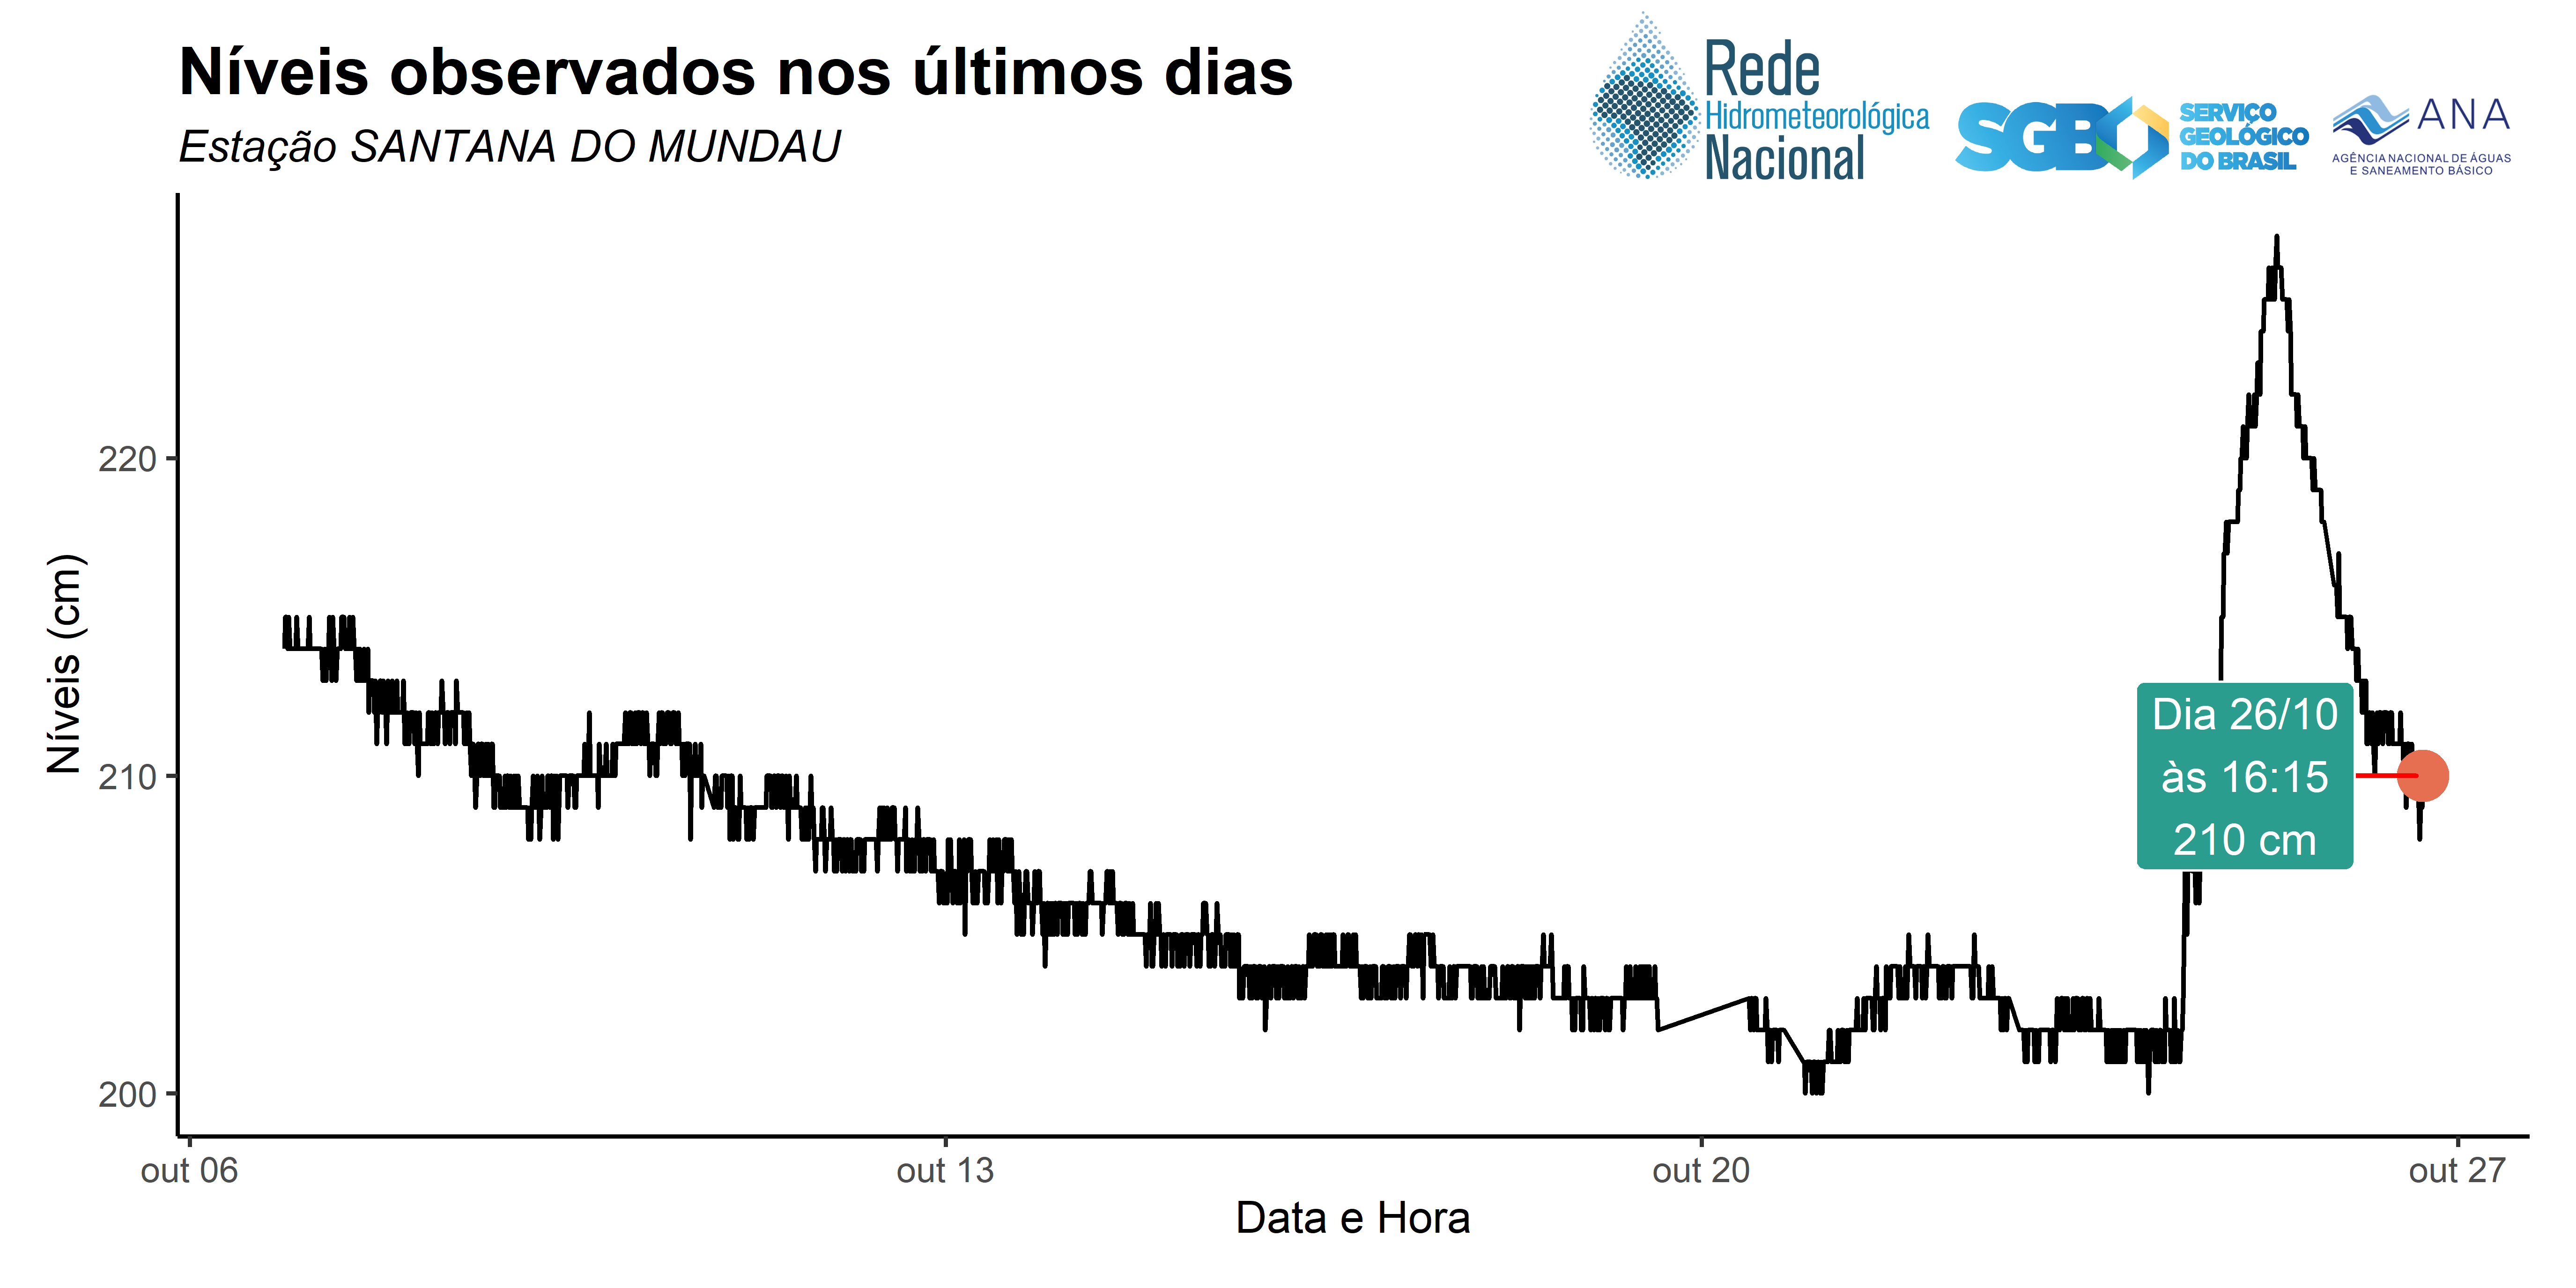 Níveis observados nos últimos dias
Estação SANTANA DO MUNDAU
Rede
Hidrometeorológica
Nacional
SGB
SERVIÇO
GEOLÓGICO
DO BRASIL
ANA
AGÊNCIA NACIONAL DE ÁGUAS
E SANEAMENTO BÁSICO
Níveis (cm)
220
210
200
Dia 26/10
às 16:15
210 cm
out 06
out 13
out 20
out 27
Data e Hora